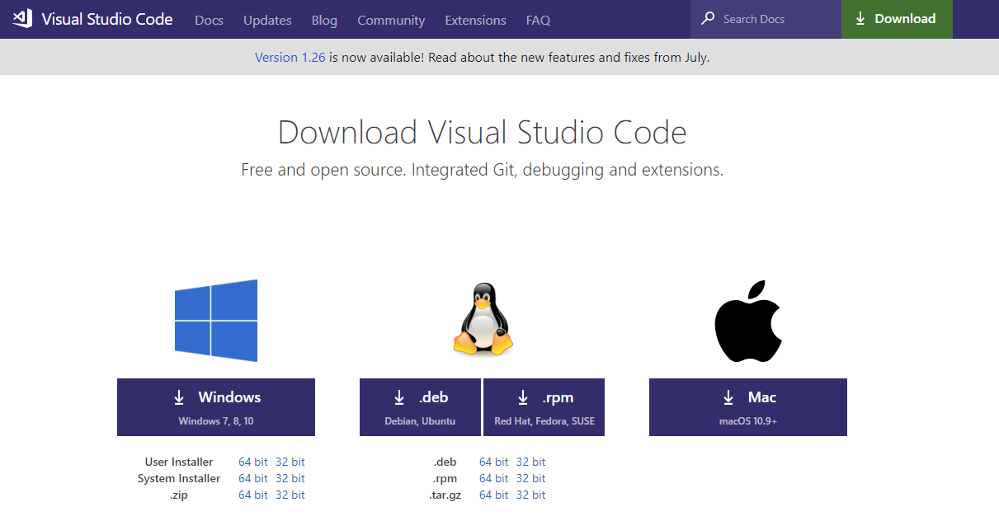 Visual Studio Code Docs Updates Blog Community Extensions FAQ Search Docs Download
Version 1.26 is now available! Read about the new features and fixes from July.
Download Visual Studio Code
Free and open source. Integrated Git, debugging and extensions.
Windows
Windows 7, 8, 10
.deb
Debian, Ubuntu
.rpm
Red Hat, Fedora, SUSE
Mac
macOS 10.9+
User Installer 64 bit 32 bit
System Installer 64 bit 32 bit
.zip 64 bit 32 bit
.deb 64 bit 32 bit
.rpm 64 bit 32 bit
.tar.gz 64 bit 32 bit